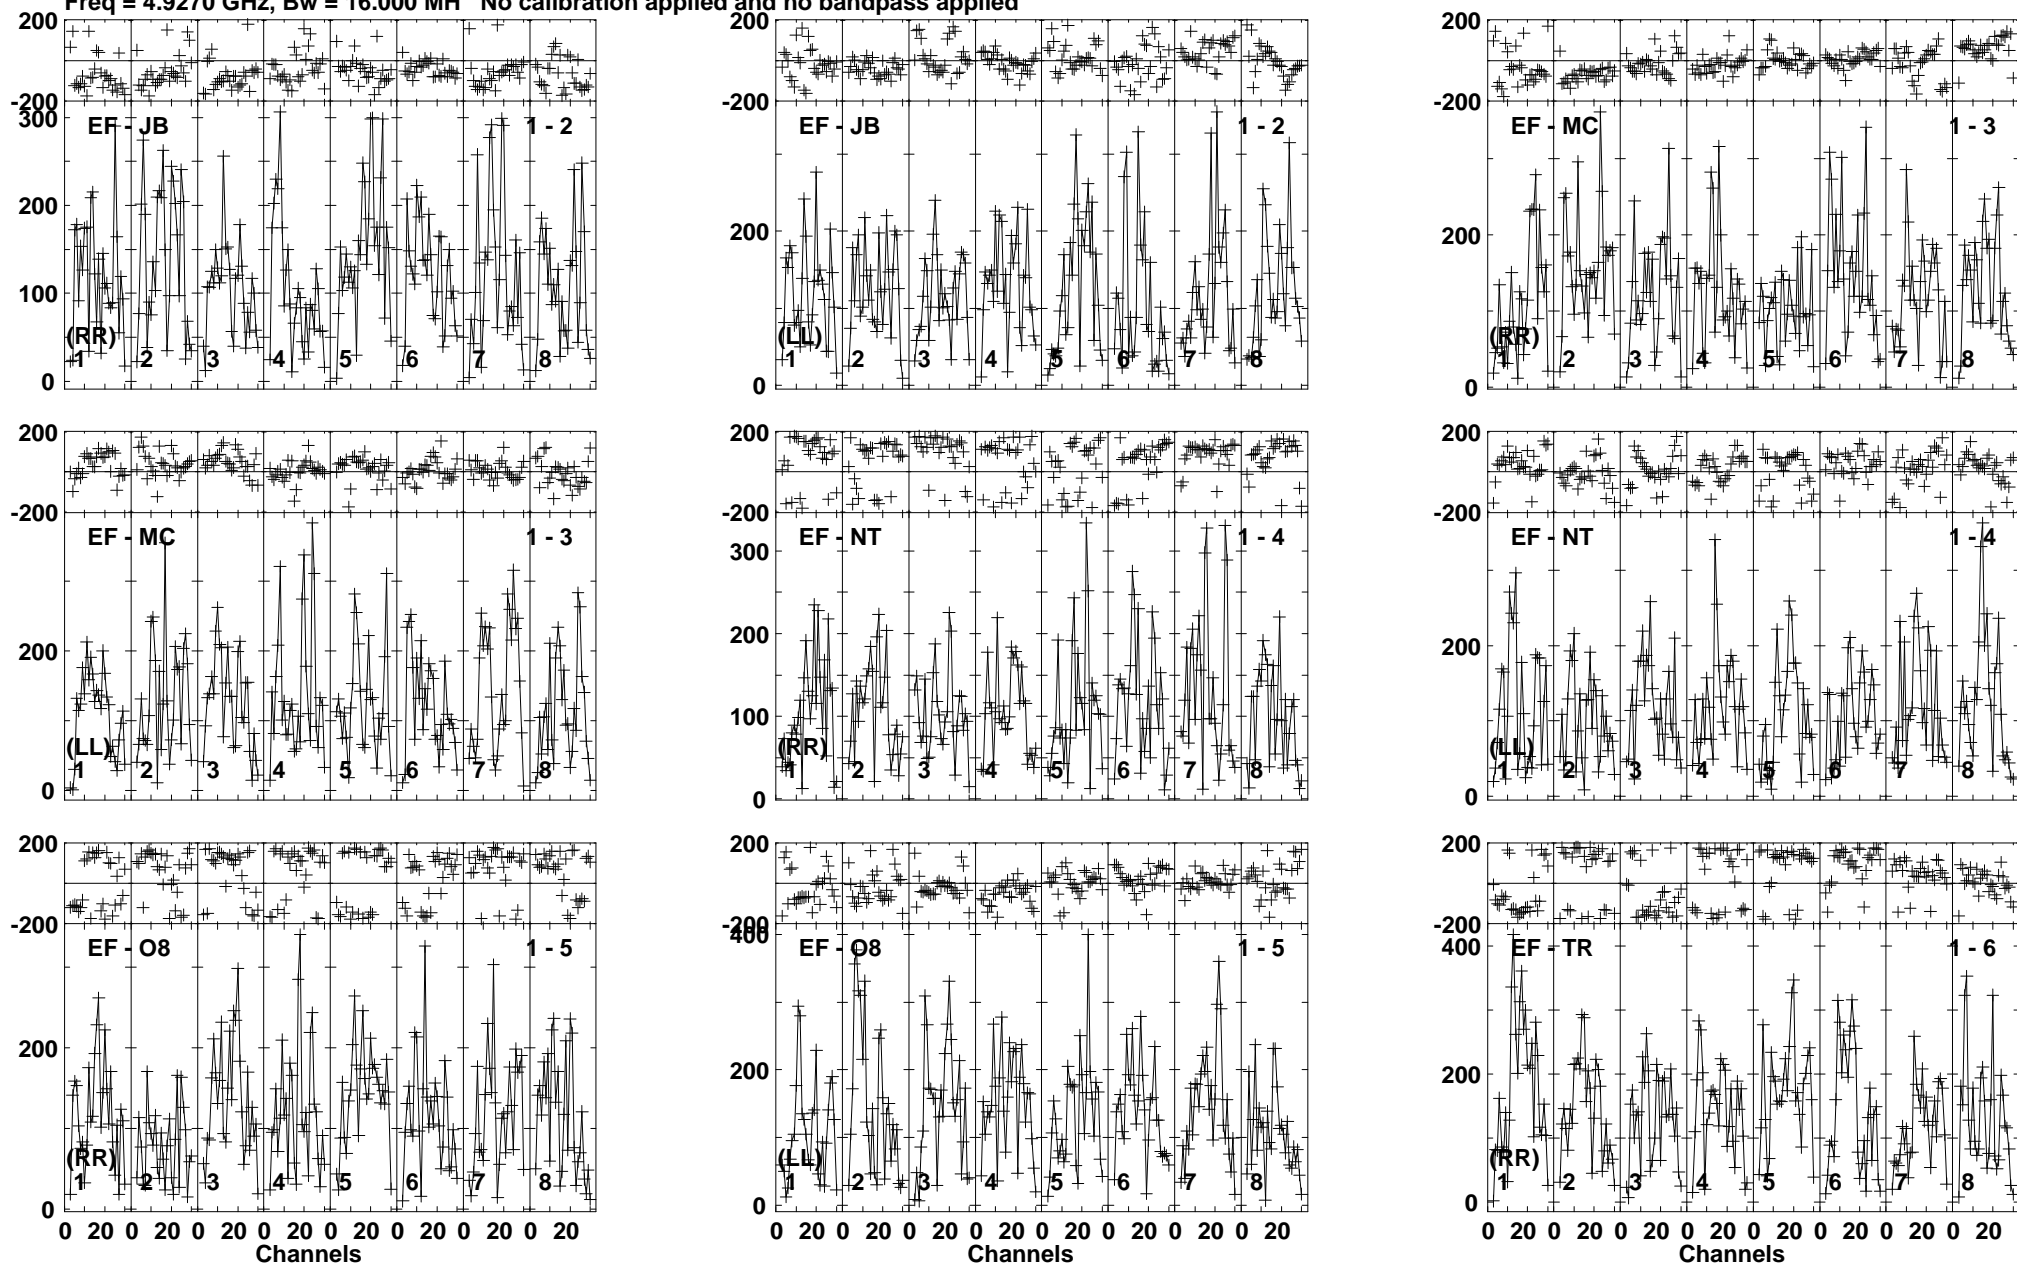 Freq = 4.9270 GHz, Bw = 16.000 MH No calibration applied and no bandpass applied
200 200 200
-200 -200 -200
300 EF - JB 1 - 2 EF - JB 1 - 2 EF - MC 1 - 3
200 200 200
100
(RR) (LL) (RR)
1 2 3 4 5 6 7 8 1 2 3 4 5 6 7 8 1 2 3 4 5 6 7 8
0 0 0
200 200 200
-200 -200 -200
EF - MC 1 - 3 EF - NT 1 - 4 EF - NT 1 - 4
300
200 200 200
100
(LL) (RR) (LL)
1 2 3 4 5 6 7 8 1 2 3 4 5 6 7 8 1 2 3 4 5 6 7 8
0 0 0
200 200 200
-200 -200 -200
400 400
EF - O8 1 - 5 EF - O8 1 - 5 EF - TR 1 - 6
200 200 200
(RR) (LL) (RR)
1 2 3 4 5 6 7 8 1 2 3 4 5 6 7 8 1 2 3 4 5 6 7 8
0 0 0
0 20 0 20 0 20 0 20 0 20 0 20 0 20 0 20 0 20 0 20 0 20 0 20 0 20 0 20 0 20 0 20 0 20 0 20 0 20 0 20 0 20 0 20 0 20 0 20
Channels Channels Channels